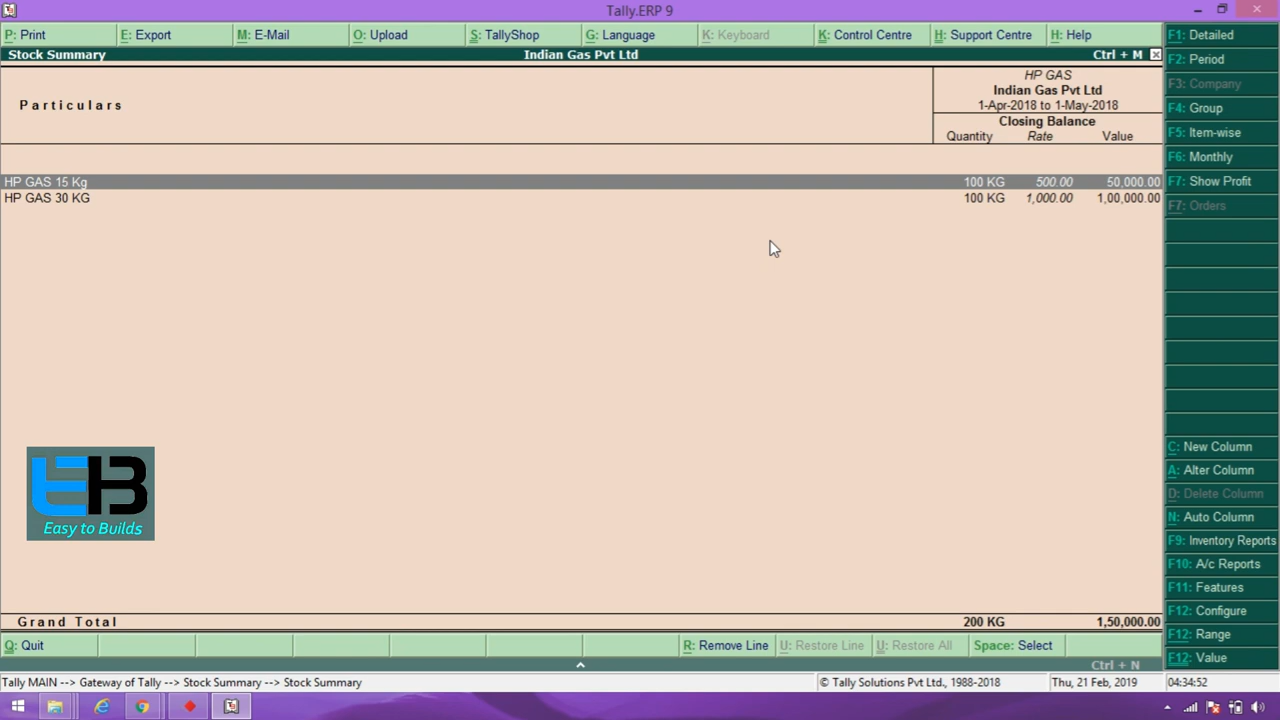 Tally.ERP 9
P: Print E: Export M: E-Mail O: Upload S: TallyShop G: Language K: Keyboard K: Control Centre H: Support Centre H: Help
Stock Summary Indian Gas Pvt Ltd Ctrl + M
Particulars
HP GAS
Indian Gas Pvt Ltd
1-Apr-2018 to 1-May-2018
Closing Balance
Quantity Rate Value
HP GAS 15 Kg 100 KG 500.00 50,000.00
HP GAS 30 KG 100 KG 1,000.00 1,00,000.00
EB
Easy to Builds
Grand Total 200 KG 1,50,000.00
Q: Quit R: Remove Line U: Restore Line U: Restore All Space: Select
Ctrl + N
Tally MAIN --> Gateway of Tally --> Stock Summary --> Stock Summary © Tally Solutions Pvt Ltd., 1988-2018 Thu, 21 Feb, 2019 04:34:52
F1: Detailed
F2: Period
F3: Company
F4: Group
F5: Item-wise
F6: Monthly
F7: Show Profit
F7: Orders
C: New Column
A: Alter Column
D: Delete Column
N: Auto Column
F9: Inventory Reports
F10: A/c Reports
F11: Features
F12: Configure
F12: Range
F12: Value